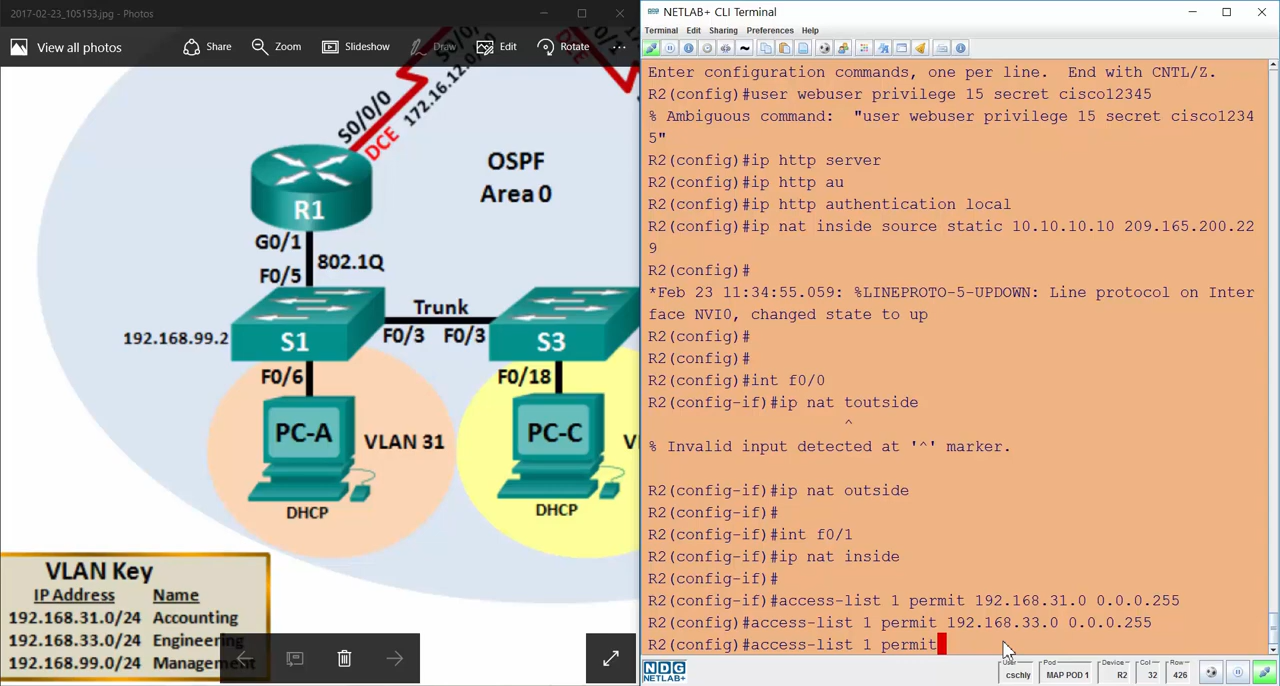 2017-02-23_105153.jpg - Photos
View all photos
Share
Zoom
Slideshow
Draw
Edit
Rotate
S0/0/0
DCE
172.16.12.0/
OSPF
Area 0
R1
G0/1
802.1Q
F0/5
Trunk
192.168.99.2
S1
F0/3
F0/3
S3
F0/6
F0/18
PC-A
VLAN 31
PC-C
DHCP
DHCP
VLAN Key
IP Address Name
192.168.31.0/24 Accounting
192.168.33.0/24 Engineering
192.168.99.0/24 Management
NETLAB+ CLI Terminal
Terminal Edit Sharing Preferences Help
Enter configuration commands, one per line. End with CNTL/Z.
R2(config)#user webuser privilege 15 secret cisco12345
% Ambiguous command: "user webuser privilege 15 secret cisco1234
5"
R2(config)#ip http server
R2(config)#ip http au
R2(config)#ip http authentication local
R2(config)#ip nat inside source static 10.10.10.10 209.165.200.22
9
R2(config)#
*Feb 23 11:34:55.059: %LINEPROTO-5-UPDOWN: Line protocol on Inter
face NVI0, changed state to up
R2(config)#
R2(config)#
R2(config)#int f0/0
R2(config-if)#ip nat toutside
^
% Invalid input detected at '^' marker.
R2(config-if)#ip nat outside
R2(config-if)#
R2(config-if)#int f0/1
R2(config-if)#ip nat inside
R2(config-if)#
R2(config-if)#access-list 1 permit 192.168.31.0 0.0.0.255
R2(config)#access-list 1 permit 192.168.33.0 0.0.0.255
R2(config)#access-list 1 permit
NDG
NETLAB+
User
cschly
Pod
MAP POD 1
Device
R2
Col
32
Row
426